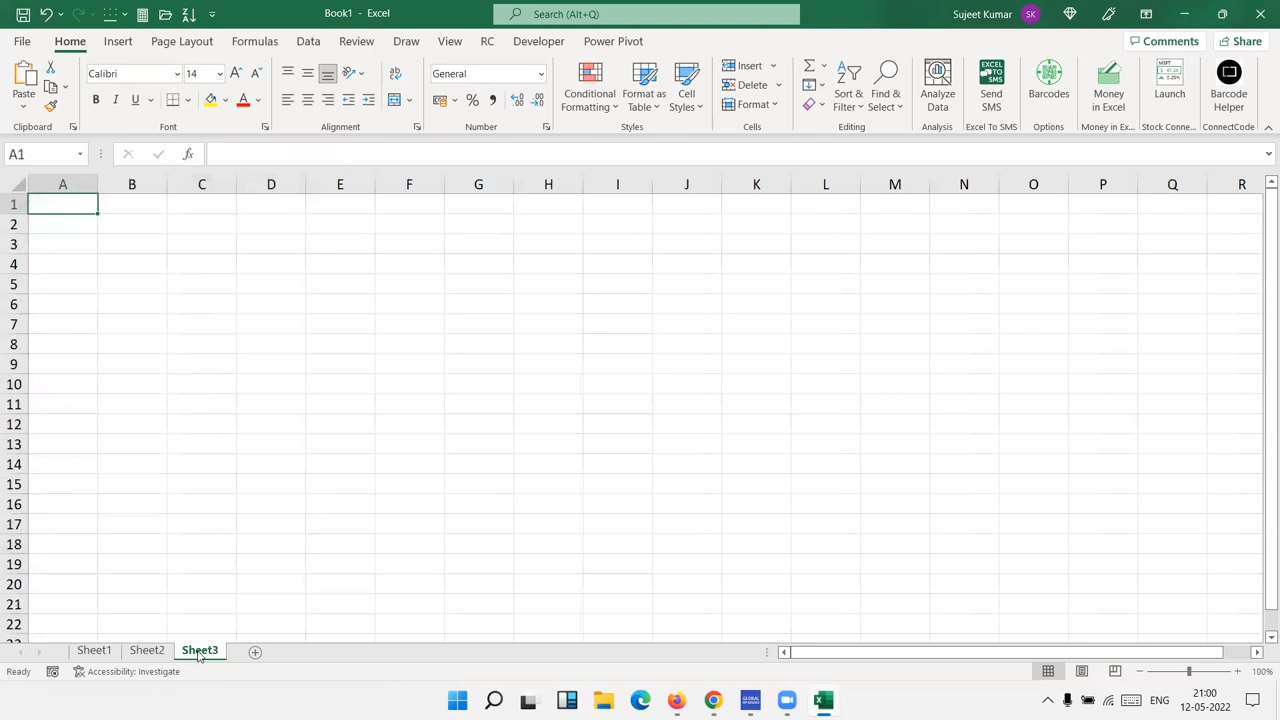 Book1 - Excel
Search (Alt+Q)
Sujeet Kumar
SK
File
Home
Insert
Page Layout
Formulas
Data
Review
Draw
View
RC
Developer
Power Pivot
Comments
Share
Paste
Clipboard
Calibri
14
B
I
U
Font
Alignment
General
Number
Conditional
Formatting
Format as
Table
Cell
Styles
Styles
Insert
Delete
Format
Cells
Sort &
Filter
Find &
Select
Editing
Analyze
Data
Analysis
EXCEL
TO
SMS
Send
SMS
Excel To SMS
Barcodes
Options
Money
in Excel
Money in Ex...
MSFT
Launch
Stock Conne...
Barcode
Helper
ConnectCode
A1
fx
A B C D E F G H I J K L M N O P Q R
1
2
3
4
5
6
7
8
9
10
11
12
13
14
15
16
17
18
19
20
21
22
Sheet1
Sheet2
Sheet3
Ready
Accessibility: Investigate
100%
GLOBAL
ENG
21:00
12-05-2022